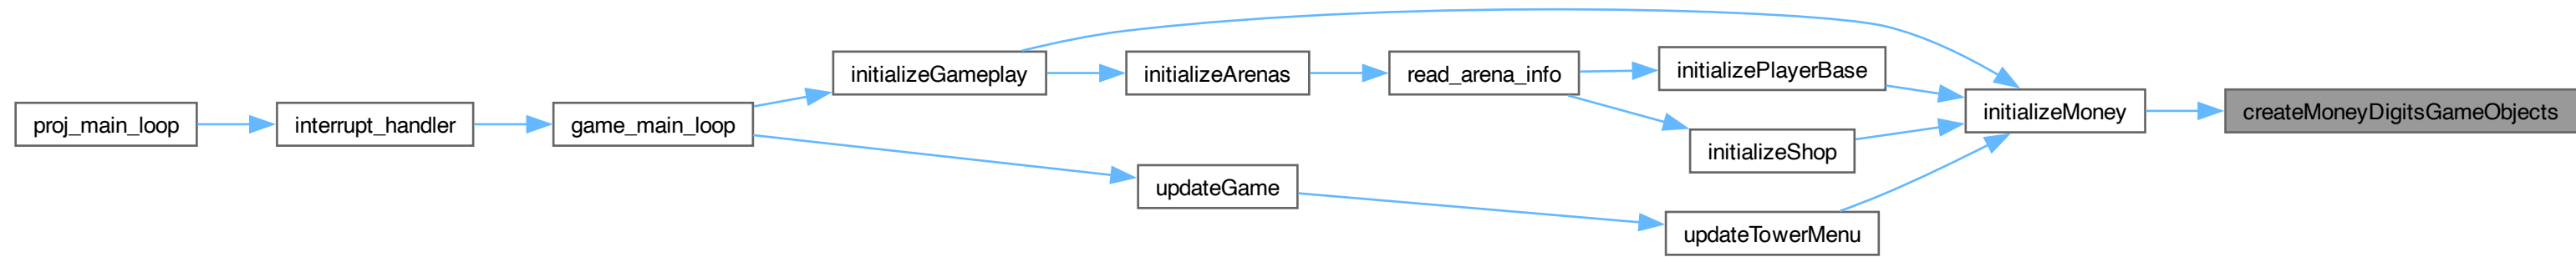 proj_main_loop
interrupt_handler
game_main_loop
initializeGameplay
initializeArenas
read_arena_info
initializePlayerBase
initializeMoney
createMoneyDigitsGameObjects
initializeShop
updateGame
updateTowerMenu